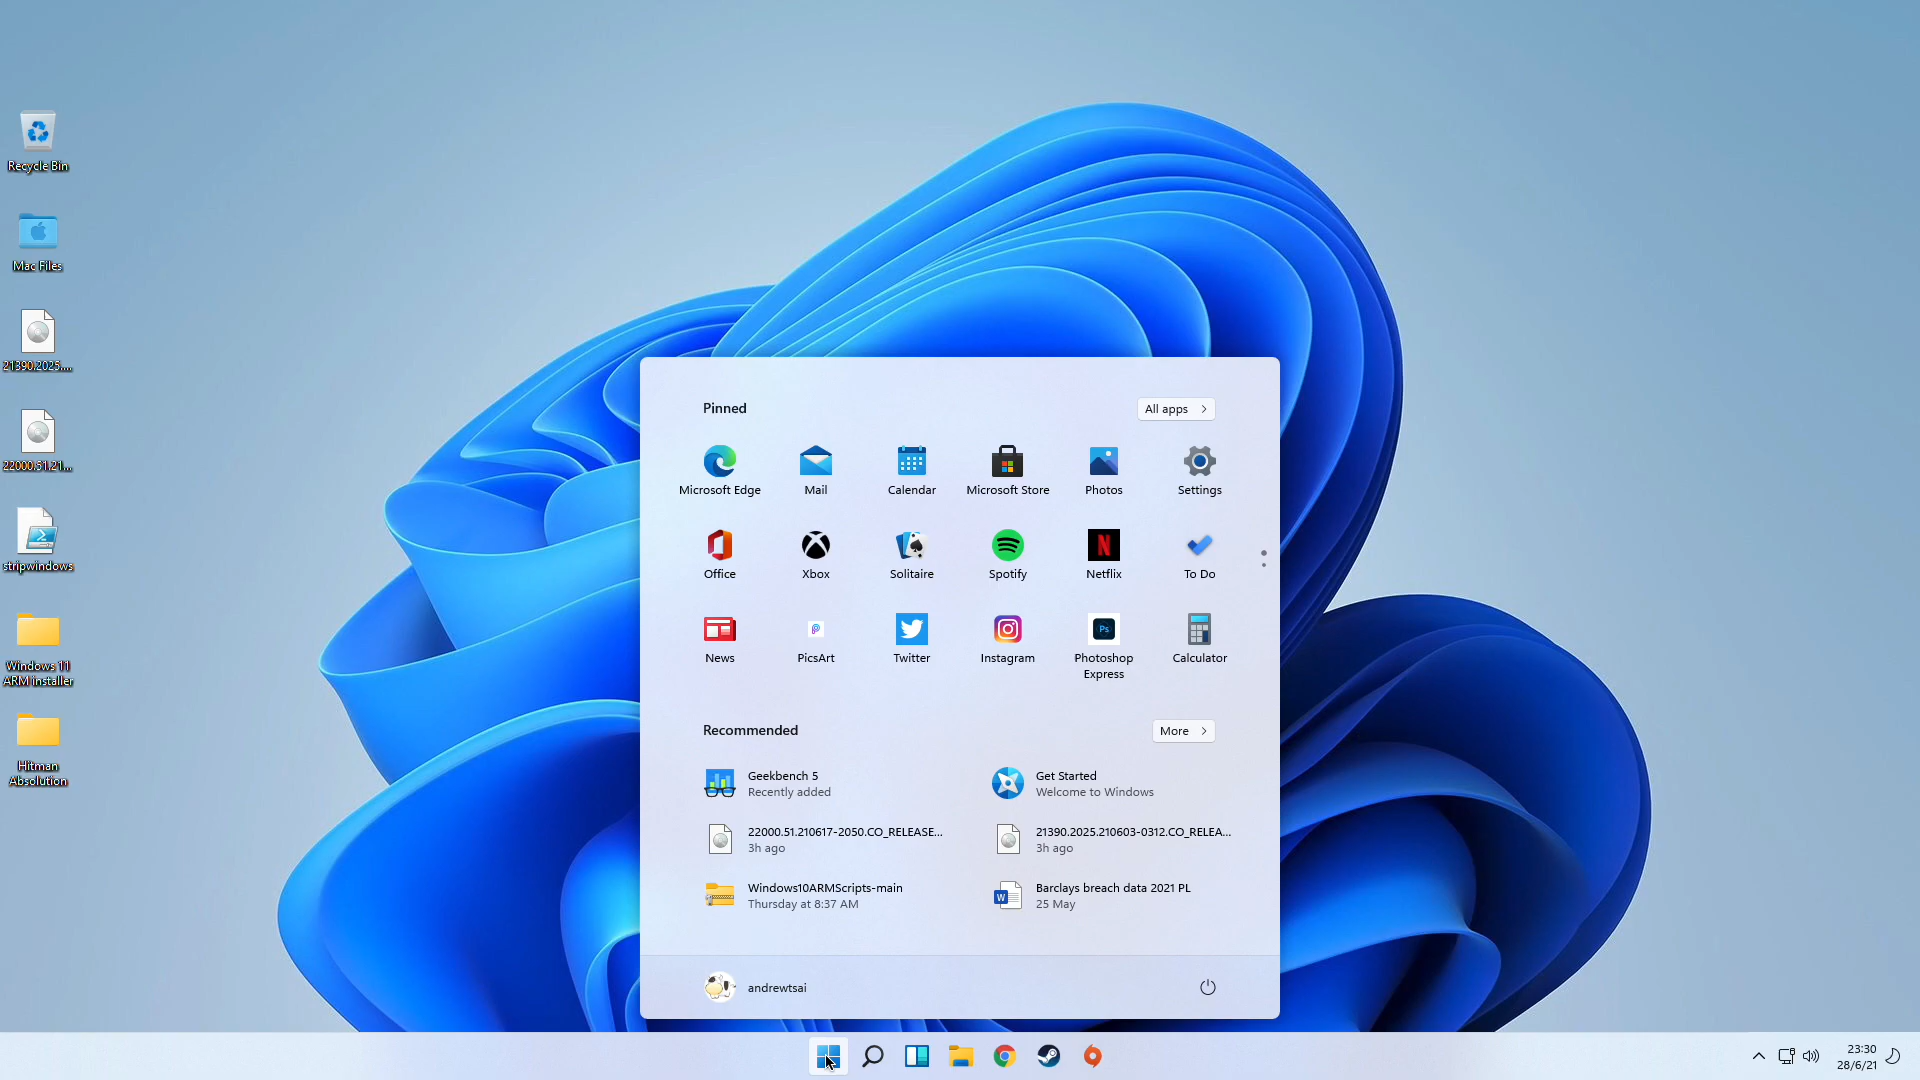 Recycle Bin
Mac Files
21390.2025....
22000.51.21...
stripwindows
Windows 11
ARM installer
Hitman
Absolution
Pinned
All apps
Microsoft Edge
Mail
Calendar
Microsoft Store
Photos
Settings
Office
Xbox
Solitaire
Spotify
Netflix
To Do
News
PicsArt
Twitter
Instagram
Ps
Photoshop
Express
Calculator
Recommended
More
Geekbench 5
Recently added
Get Started
Welcome to Windows
22000.51.210617-2050.CO_RELEASE...
3h ago
21390.2025.210603-0312.CO_RELEA...
3h ago
Windows10ARMScripts-main
Thursday at 8:37 AM
Barclays breach data 2021 PL
25 May
andrewtsai
23:30
28/6/21